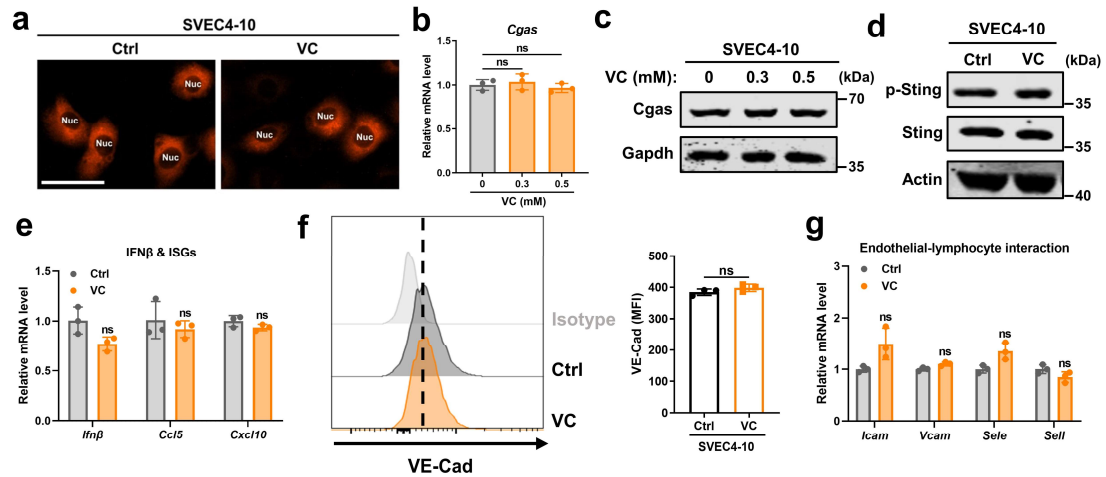 a
SVEC4-10
Ctrl
VC
Nuc
Nuc
Nuc
Nuc
Nuc
Nuc
Nuc
b
Cgas
Relative mRNA level
1.5
1.0
0.5
0.0
ns
ns
0
0.3
0.5
VC (mM)
c
SVEC4-10
VC (mM): 0 0.3 0.5 (kDa)
Cgas
70
Gapdh
35
d
SVEC4-10
Ctrl VC (kDa)
p-Sting
35
Sting
35
Actin
40
e
IFNβ & ISGs
Relative mRNA level
1.5
1.0
0.5
0.0
Ctrl
VC
ns
ns
ns
Ifnβ
Ccl5
Cxcl10
f
Isotype
Ctrl
VC
VE-Cad
VE-Cad (MFI)
500
400
300
200
100
0
ns
Ctrl
VC
SVEC4-10
g
Endothelial-lymphocyte interaction
Relative mRNA level
3
2
1
0
Ctrl
VC
ns
ns
ns
ns
Icam
Vcam
Sele
Sell